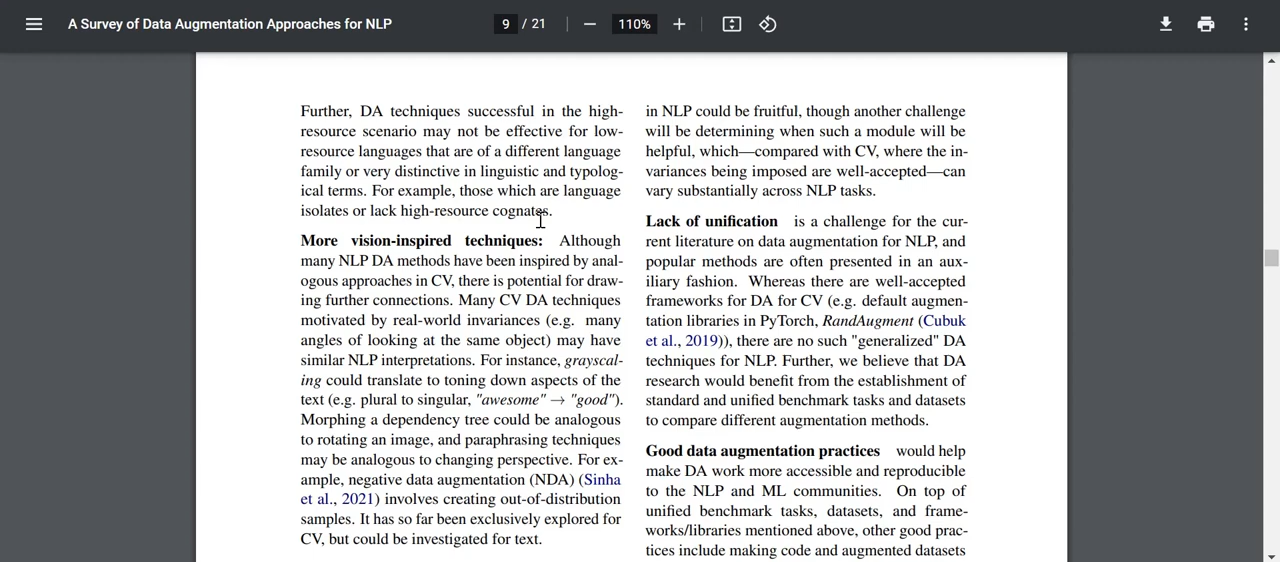 A Survey of Data Augmentation Approaches for NLP
9 / 21
110%
Further, DA techniques successful in the high-
resource scenario may not be effective for low-
resource languages that are of a different language
family or very distinctive in linguistic and typolog-
ical terms. For example, those which are language
isolates or lack high-resource cognates.
More vision-inspired techniques: Although
many NLP DA methods have been inspired by anal-
ogous approaches in CV, there is potential for draw-
ing further connections. Many CV DA techniques
motivated by real-world invariances (e.g. many
angles of looking at the same object) may have
similar NLP interpretations. For instance, grayscal-
ing could translate to toning down aspects of the
text (e.g. plural to singular, "awesome" → "good").
Morphing a dependency tree could be analogous
to rotating an image, and paraphrasing techniques
may be analogous to changing perspective. For ex-
ample, negative data augmentation (NDA) (Sinha
et al., 2021) involves creating out-of-distribution
samples. It has so far been exclusively explored for
CV, but could be investigated for text.
in NLP could be fruitful, though another challenge
will be determining when such a module will be
helpful, which—compared with CV, where the in-
variances being imposed are well-accepted—can
vary substantially across NLP tasks.
Lack of unification is a challenge for the cur-
rent literature on data augmentation for NLP, and
popular methods are often presented in an aux-
iliary fashion. Whereas there are well-accepted
frameworks for DA for CV (e.g. default augmen-
tation libraries in PyTorch, RandAugment (Cubuk
et al., 2019)), there are no such "generalized" DA
techniques for NLP. Further, we believe that DA
research would benefit from the establishment of
standard and unified benchmark tasks and datasets
to compare different augmentation methods.
Good data augmentation practices would help
make DA work more accessible and reproducible
to the NLP and ML communities. On top of
unified benchmark tasks, datasets, and frame-
works/libraries mentioned above, other good prac-
tices include making code and augmented datasets